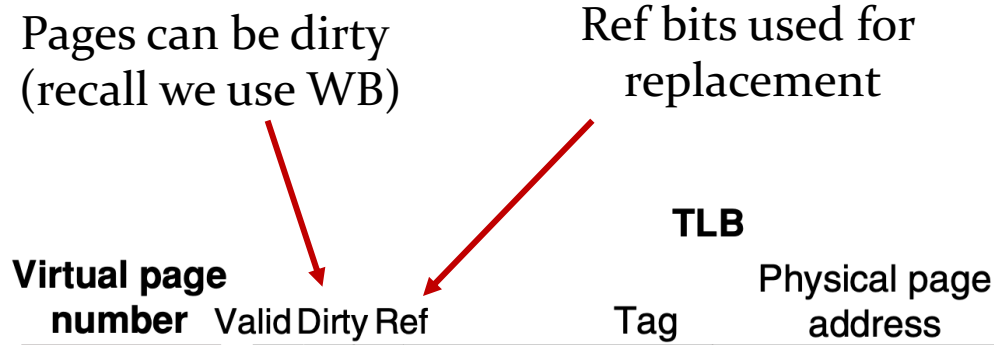 Pages can be dirty
(recall we use WB)
Ref bits used for
replacement
TLB
Virtual page
number
Valid Dirty Ref
Tag
Physical page
address